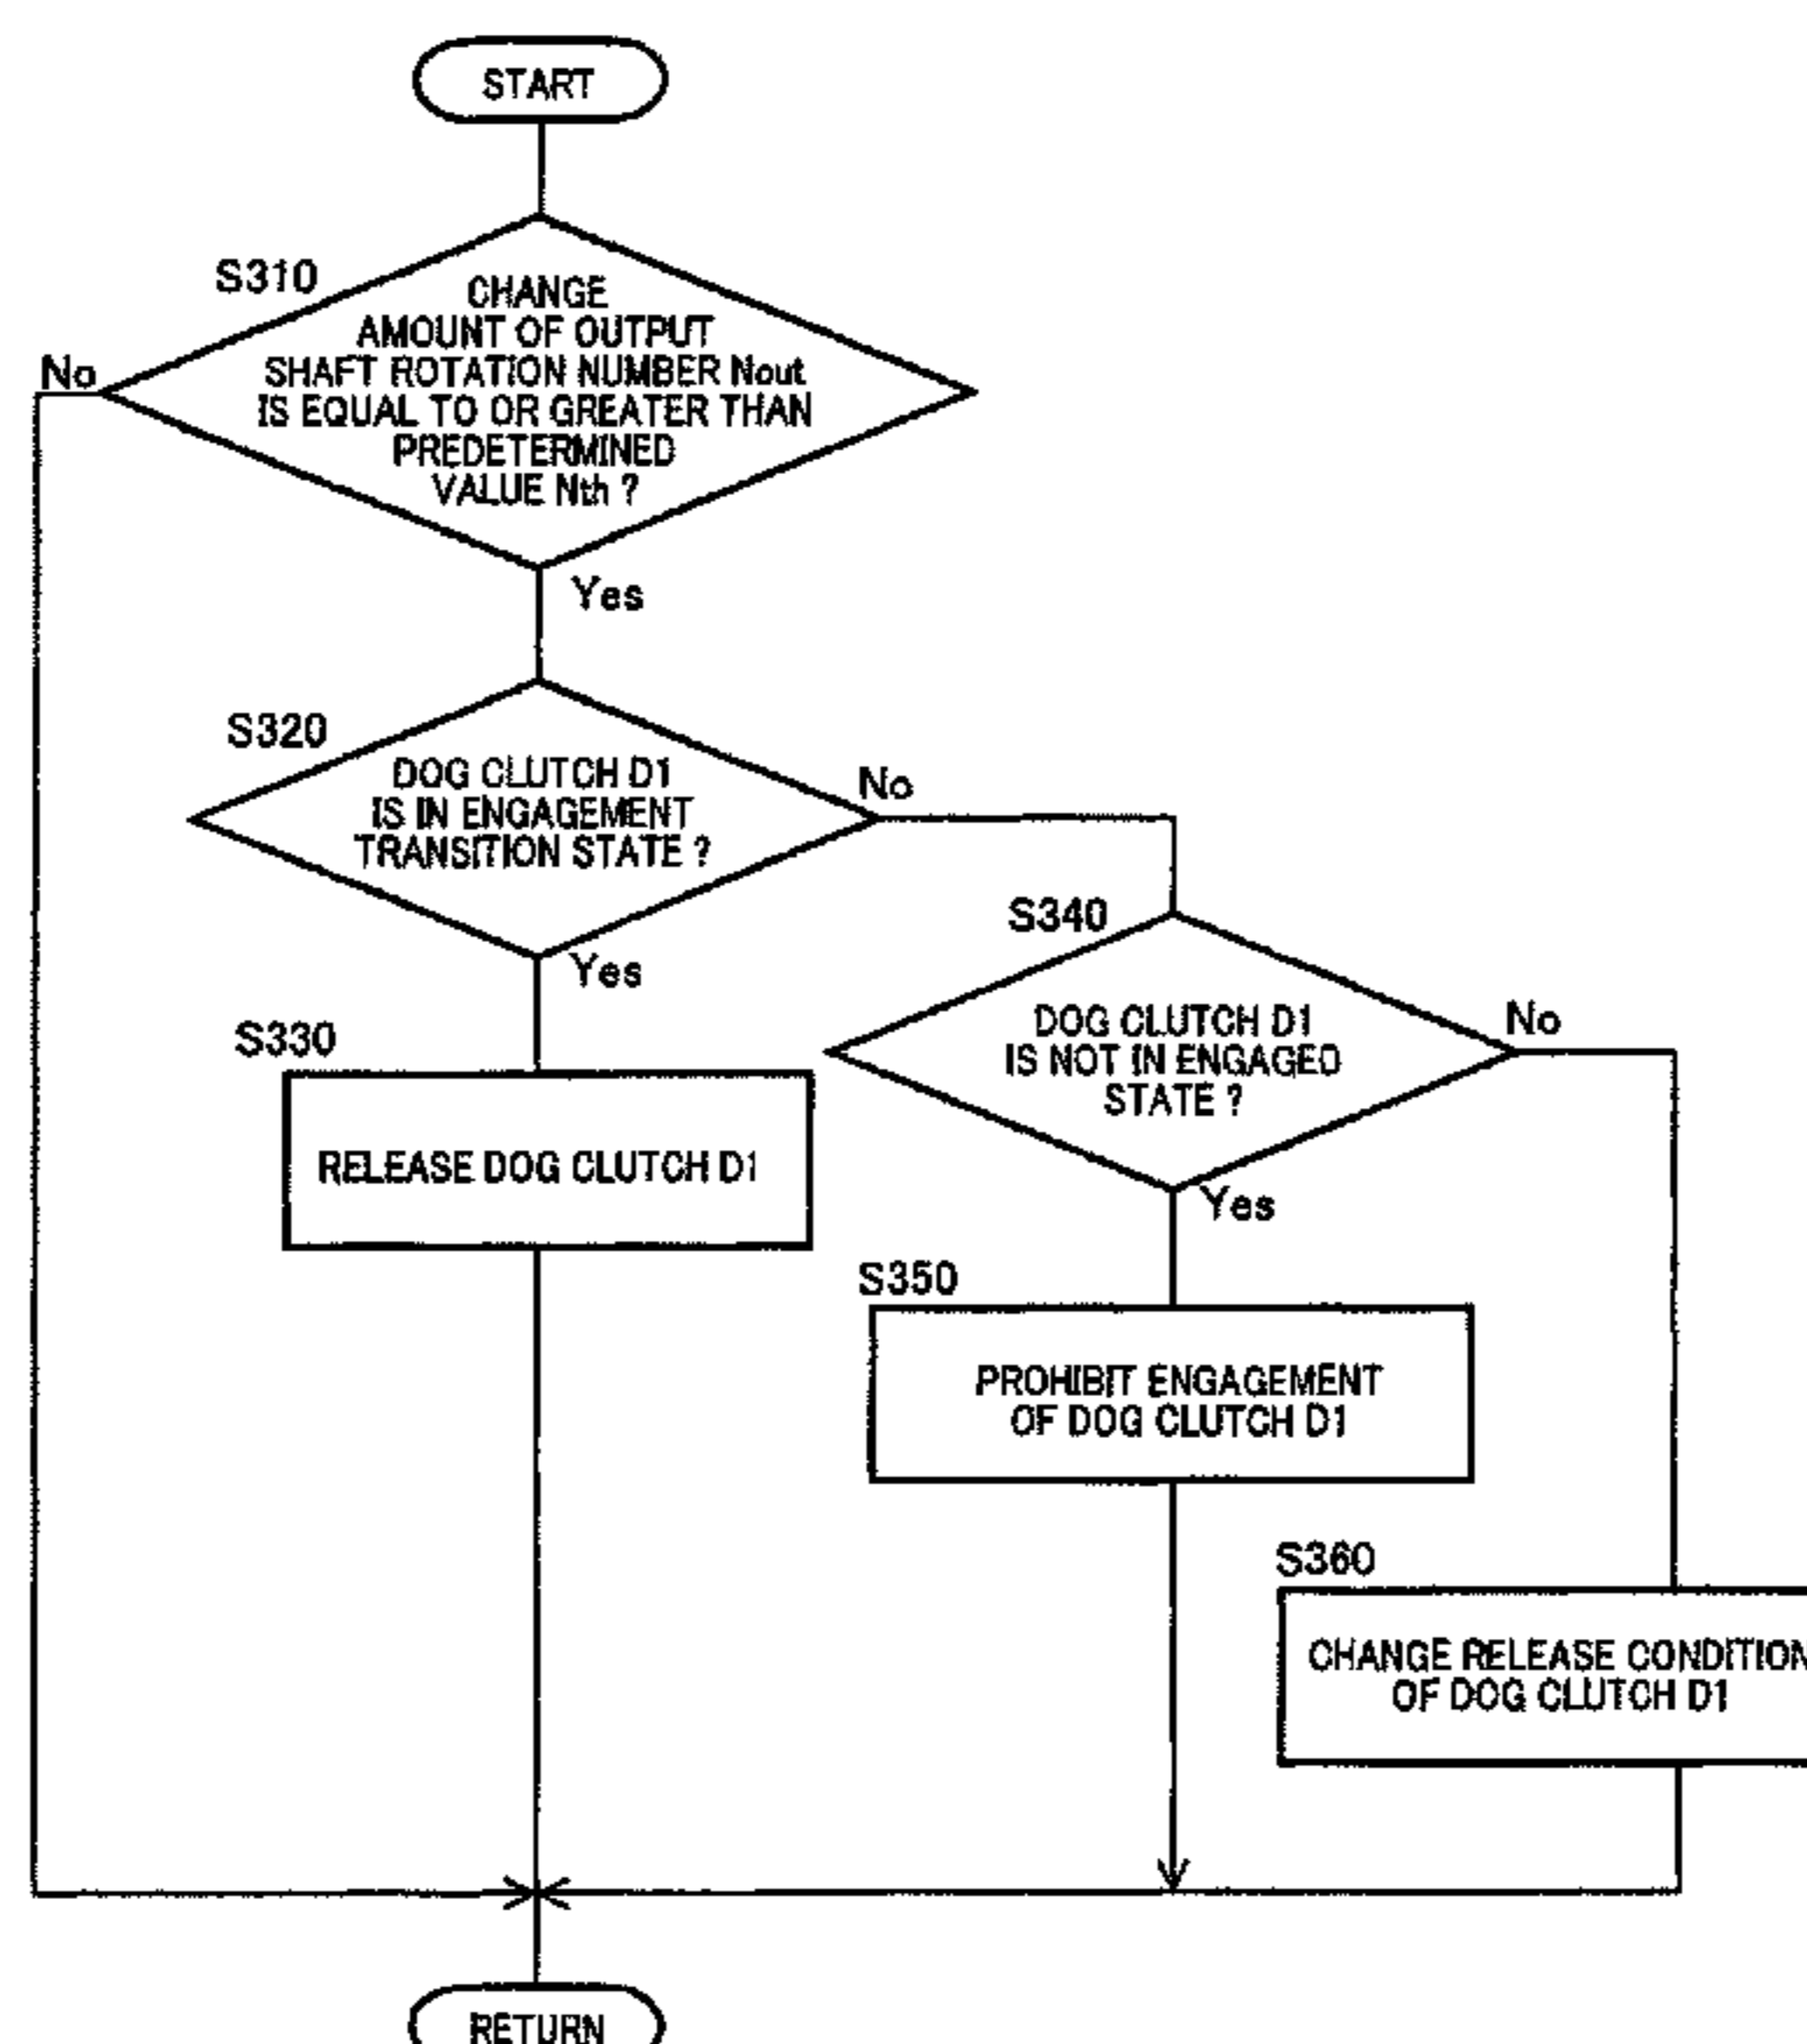 START
S310
CHANGE
AMOUNT OF OUTPUT
SHAFT ROTATION NUMBER Nout
IS EQUAL TO OR GREATER THAN
PREDETERMINED
VALUE Nth ?
No
Yes
S320
DOG CLUTCH D1
IS IN ENGAGEMENT
TRANSITION STATE ?
No
Yes
S330
RELEASE DOG CLUTCH D1
S340
DOG CLUTCH D1
IS NOT IN ENGAGED
STATE ?
No
Yes
S350
PROHIBIT ENGAGEMENT
OF DOG CLUTCH D1
S360
CHANGE RELEASE CONDITION
OF DOG CLUTCH D1
RETURN